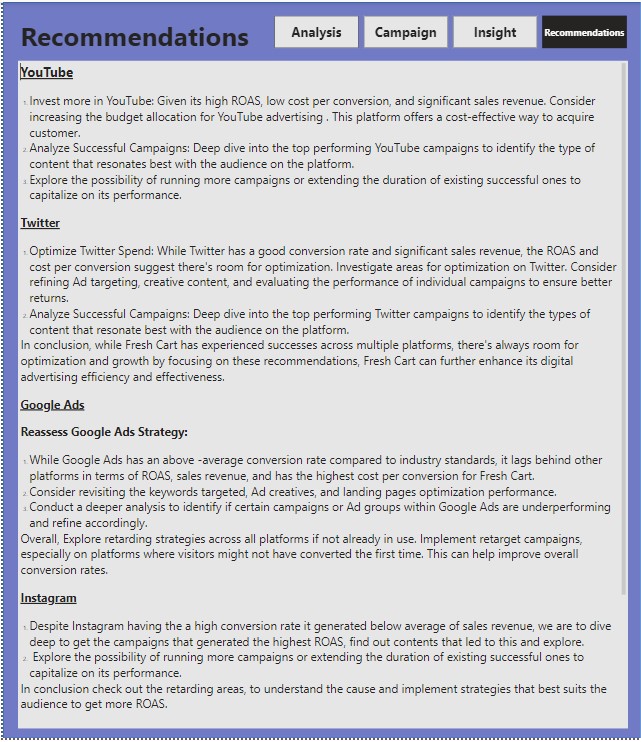 Recommendations
Analysis
Campaign
Insight
Recommendations
YouTube
1. Invest more in YouTube: Given its high ROAS, low cost per conversion, and significant sales revenue. Consider
increasing the budget allocation for YouTube advertising . This platform offers a cost-effective way to acquire
customer.
2. Analyze Successful Campaigns: Deep dive into the top performing YouTube campaigns to identify the type of
content that resonates best with the audience on the platform.
3. Explore the possibility of running more campaigns or extending the duration of existing successful ones to
capitalize on its performance.
Twitter
1. Optimize Twitter Spend: While Twitter has a good conversion rate and significant sales revenue, the ROAS and
cost per conversion suggest there's room for optimization. Investigate areas for optimization on Twitter. Consider
refining Ad targeting, creative content, and evaluating the performance of individual campaigns to ensure better
returns.
2. Analyze Successful Campaigns: Deep dive into the top performing Twitter campaigns to identify the types of
content that resonate best with the audience on the platform.
In conclusion, while Fresh Cart has experienced successes across multiple platforms, there's always room for
optimization and growth by focusing on these recommendations, Fresh Cart can further enhance its digital
advertising efficiency and effectiveness.
Google Ads
Reassess Google Ads Strategy:
1. While Google Ads has an above -average conversion rate compared to industry standards, it lags behind other
platforms in terms of ROAS, sales revenue, and has the highest cost per conversion for Fresh Cart.
2. Consider revisiting the keywords targeted, Ad creatives, and landing pages optimization performance.
3. Conduct a deeper analysis to identify if certain campaigns or Ad groups within Google Ads are underperforming
and refine accordingly.
Overall, Explore retarding strategies across all platforms if not already in use. Implement retarget campaigns,
especially on platforms where visitors might not have converted the first time. This can help improve overall
conversion rates.
Instagram
1. Despite Instagram having the a high conversion rate it generated below average of sales revenue, we are to dive
deep to get the campaigns that generated the highest ROAS, find out contents that led to this and explore.
2. Explore the possibility of running more campaigns or extending the duration of existing successful ones to
capitalize on its performance.
In conclusion check out the retarding areas, to understand the cause and implement strategies that best suits the
audience to get more ROAS.